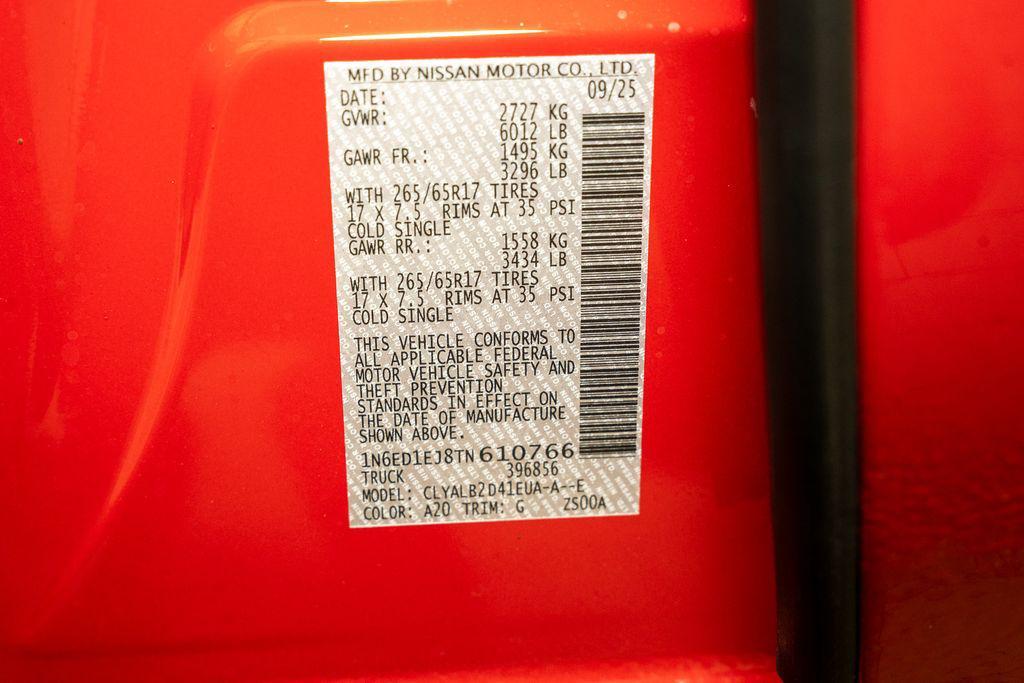 MFD BY NISSAN MOTOR CO., LTD.
DATE: 09/25
GVWR: 2727 KG
6012 LB
GAWR FR.: 1495 KG
3296 LB
WITH 265/65R17 TIRES
17 X 7.5 RIMS AT 35 PSI
COLD SINGLE
GAWR RR.: 1558 KG
3434 LB
WITH 265/65R17 TIRES
17 X 7.5 RIMS AT 35 PSI
COLD SINGLE
THIS VEHICLE CONFORMS TO
ALL APPLICABLE FEDERAL
MOTOR VEHICLE SAFETY AND
THEFT PREVENTION
STANDARDS IN EFFECT ON
THE DATE OF MANUFACTURE
SHOWN ABOVE.
1N6ED1EJ8TN610766
TRUCK 396856
MODEL: CLYALB2D41EUA-A--E
COLOR: A20 TRIM: G ZS00A